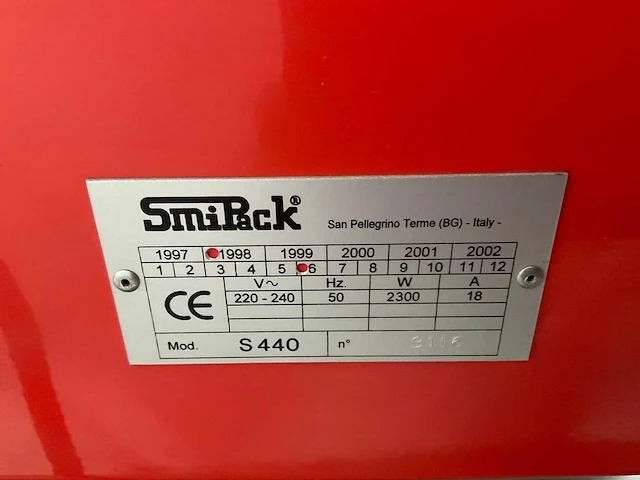 SmiPack® San Pellegrino Terme (BG) - Italy -
1997 1998 1999 2000 2001 2002
1 2 3 4 5 6 7 8 9 10 11 12
CE V~ Hz. W A
220 - 240 50 2300 18
Mod. S 440 n° 3116